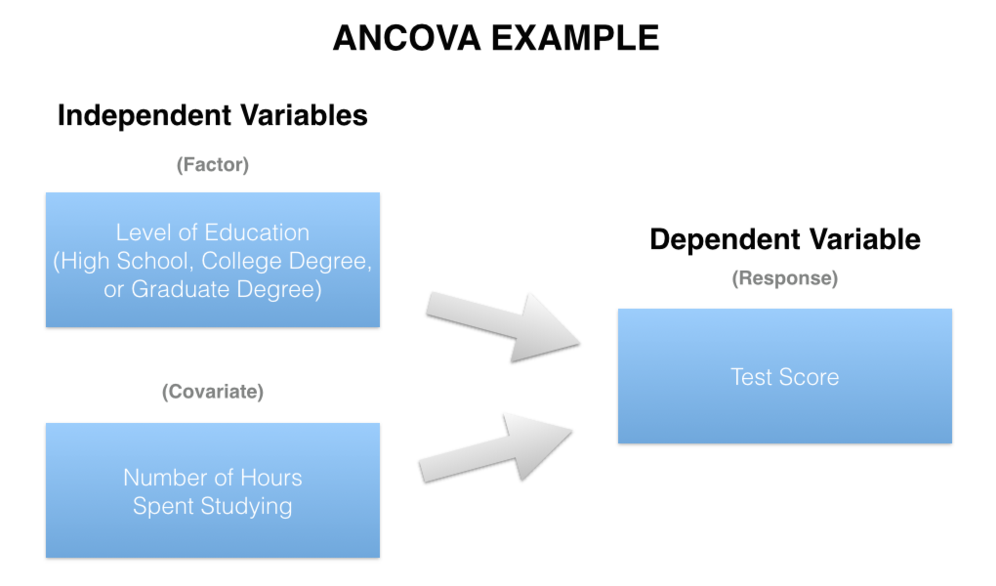 ANCOVA EXAMPLE
Independent Variables
(Factor)
Level of Education
(High School, College Degree,
or Graduate Degree)
(Covariate)
Number of Hours
Spent Studying
Dependent Variable
(Response)
Test Score